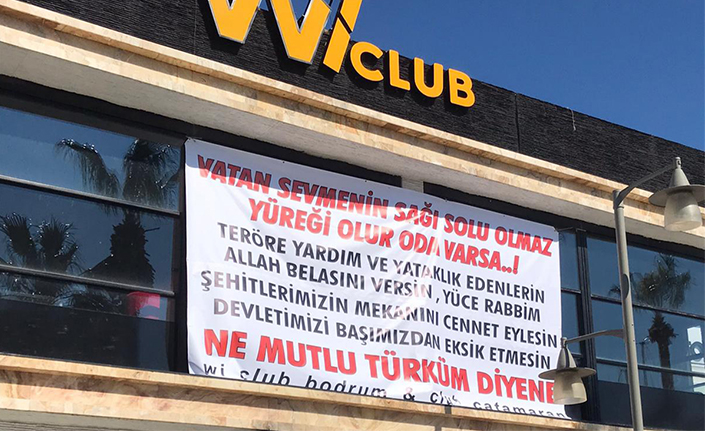 Wi CLUB
VATAN SEVMENİN SAĞI SOLU OLMAZ
YÜREĞİ OLUR ODA VARSA..!
TERÖRE YARDIM VE YATAKLIK EDENLERİN
ALLAH BELASINI VERSİN , YÜCE RABBİM
ŞEHİTLERİMİZİN MEKANINI CENNET EYLESİN
DEVLETİMİZİ BAŞIMIZDAN EKSİK ETMESİN
NE MUTLU TÜRKÜM DİYENE
wi club bodrum & club catamaran